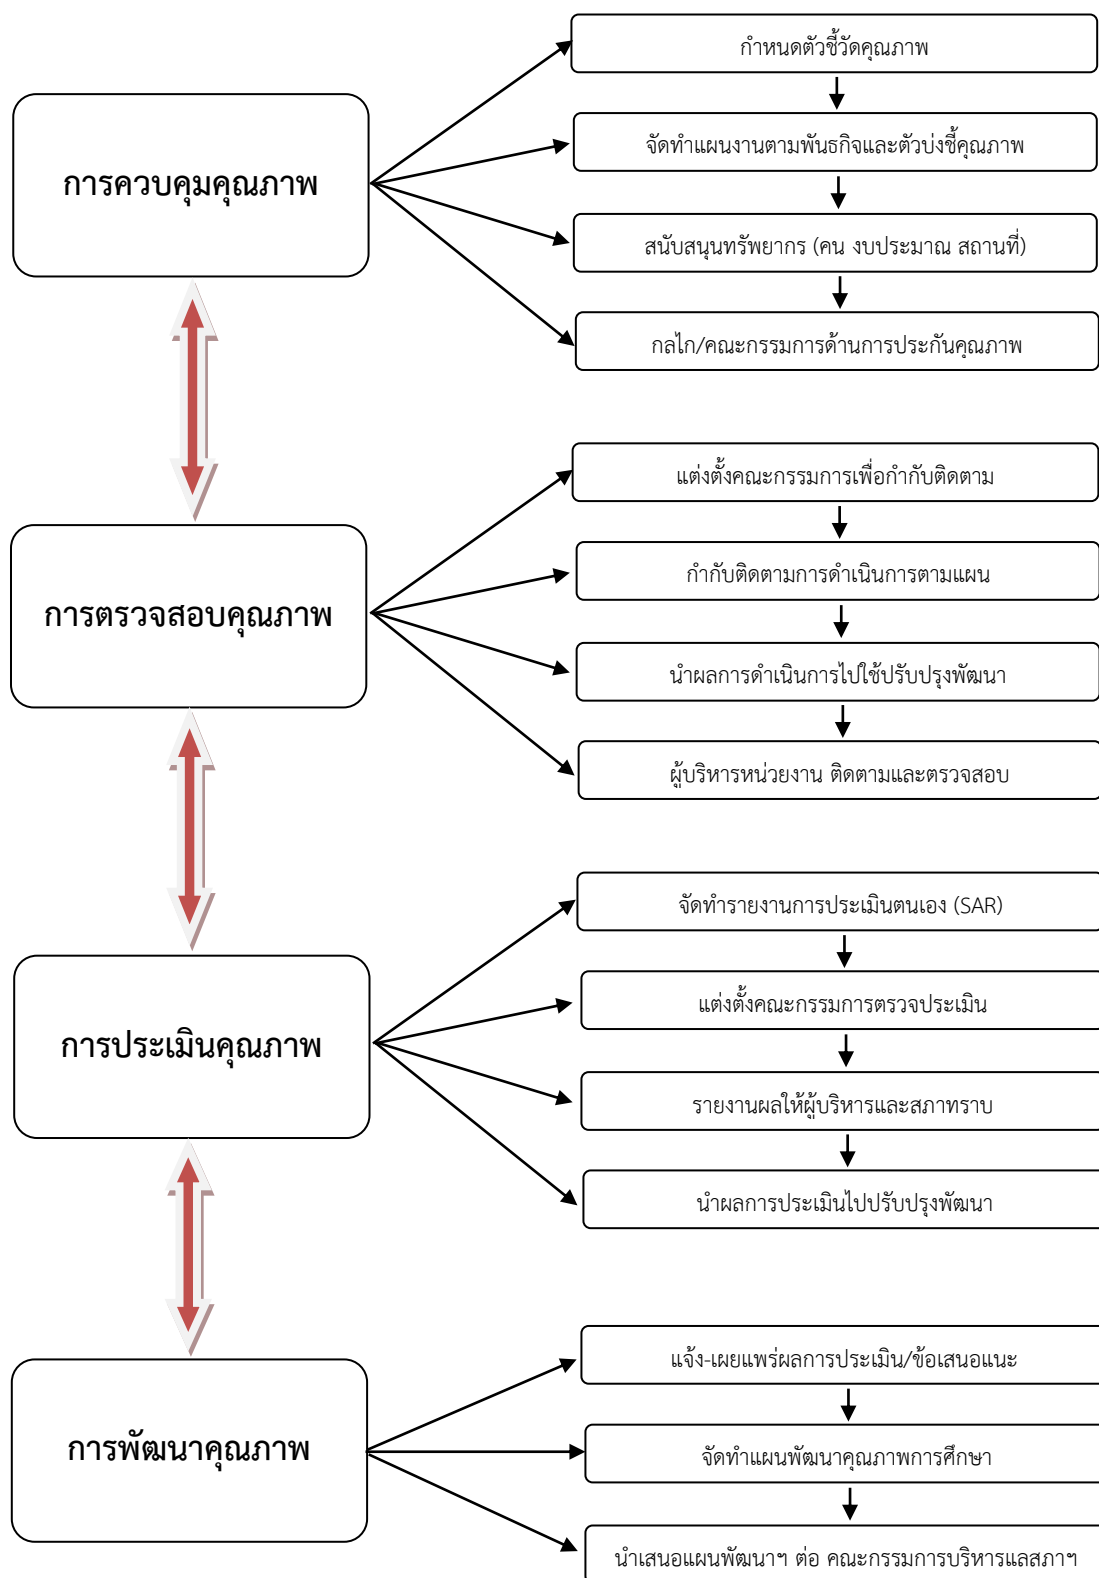 การควบคุมคุณภาพ
กำหนดตัวชี้วัดคุณภาพ
จัดทำแผนงานตามพันธกิจและตัวบ่งชี้คุณภาพ
สนับสนุนทรัพยากร (คน งบประมาณ สถานที่)
กลไก/คณะกรรมการด้านการประกันคุณภาพ
การตรวจสอบคุณภาพ
แต่งตั้งคณะกรรมการเพื่อกำกับติดตาม
กำกับติดตามการดำเนินการตามแผน
นำผลการดำเนินการไปใช้ปรับปรุงพัฒนา
ผู้บริหารหน่วยงาน ติดตามและตรวจสอบ
การประเมินคุณภาพ
จัดทำรายงานการประเมินตนเอง (SAR)
แต่งตั้งคณะกรรมการตรวจประเมิน
รายงานผลให้ผู้บริหารและสภาทราบ
นำผลการประเมินไปปรับปรุงพัฒนา
การพัฒนาคุณภาพ
แจ้ง-เผยแพร่ผลการประเมิน/ข้อเสนอแนะ
จัดทำแผนพัฒนาคุณภาพการศึกษา
นำเสนอแผนพัฒนาฯ ต่อ คณะกรรมการบริหารแลสภาฯ